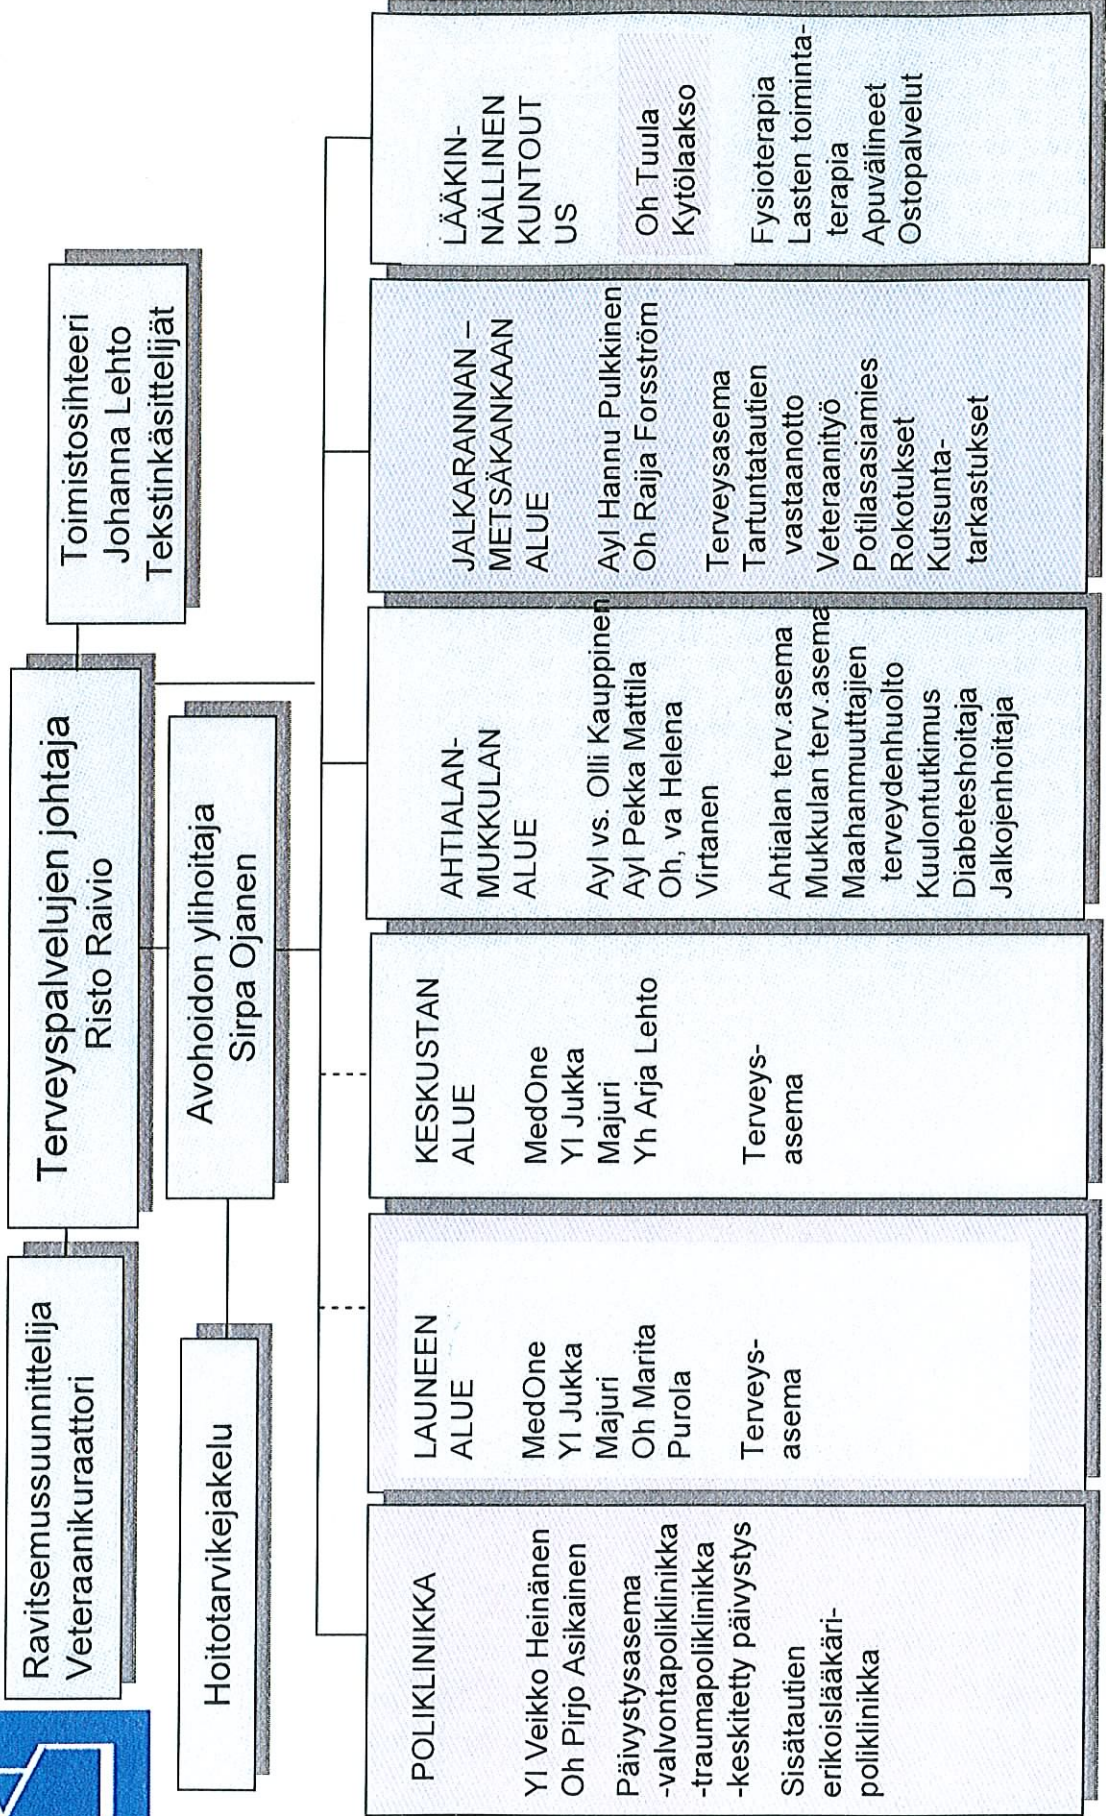 Ravitsemussuunnittelija
Veteraanikuraattori
Terveyspalvelujen johtaja
Risto Raivio
Toimistosihteeri
Johanna Lehto
Tekstinkäsittelijät
Hoitotarvikejakelu
Avohoidon ylihoitaja
Sirpa Ojanen
POLIKLINIKKA
Yl Veikko Heinänen
Oh Pirjo Asikainen
Päivystysasema
-valvontapoliklinikka
-traumapoliklinikka
-keskitetty päivystys
Sisätautien
erikoislääkäri-
poliklinikka
LAUNEEN
ALUE
MedOne
Yl Jukka
Majuri
Oh Marita
Purola
Terveys-
asema
KESKUSTAN
ALUE
MedOne
Yl Jukka
Majuri
Yh Arja Lehto
Terveys-
asema
AHTIALAN-
MUKKULAN
ALUE
Ayl vs. Olli Kauppinen
Ayl Pekka Mattila
Oh, va Helena
Virtanen
Ahtialan terv.asema
Mukkulan terv.asema
Maahanmuuttajien
terveydenhuolto
Kuulontutkimus
Diabeteshoitaja
Jalkojenhoitaja
JALKARANNAN –
METSÄKANKAAN
ALUE
Ayl Hannu Pulkkinen
Oh Raija Forsström
Terveysasema
Tartuntatautien
vastaanotto
Veteraanityö
Potilasasiamies
Rokotukset
Kutsunta-
tarkastukset
LÄÄKIN-
NÄLLINEN
KUNTOUT
US
Oh Tuula
Kytölaakso
Fysioterapia
Lasten toiminta-
terapia
Apuvälineet
Ostopalvelut